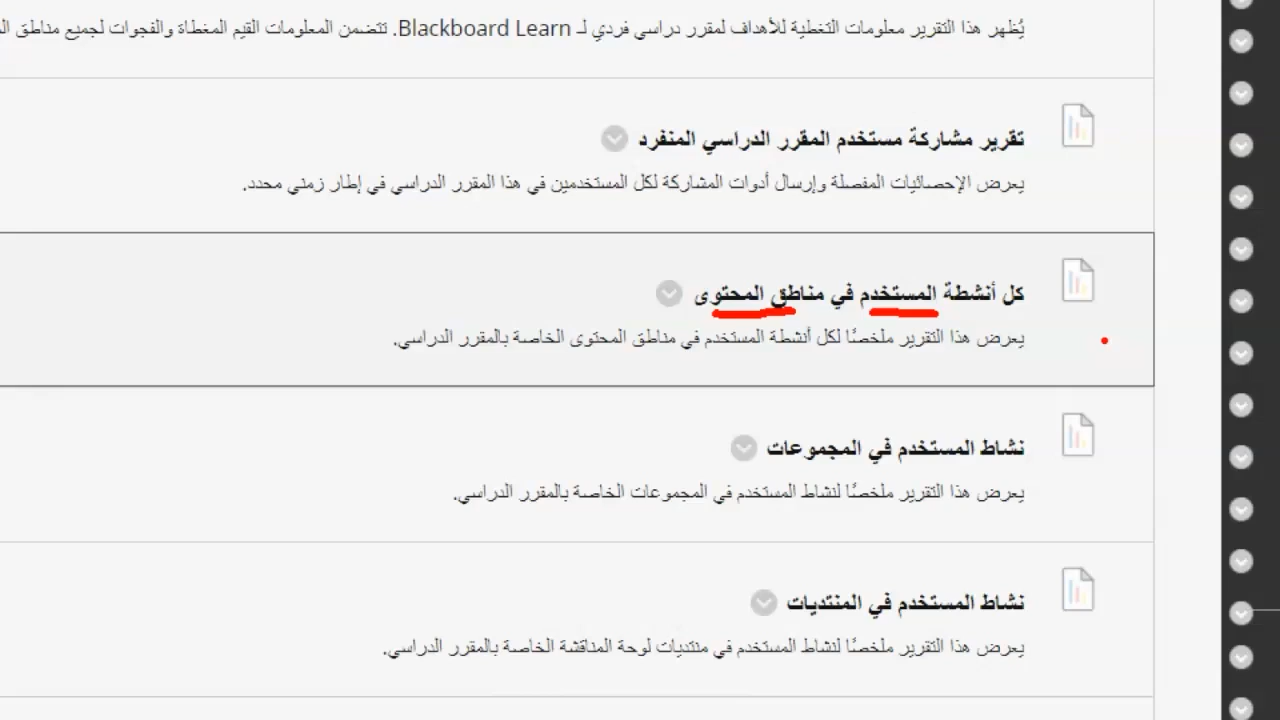 يُظهر هذا التقرير معلومات التغطية للأهداف لمقرر دراسي فردي لـ Blackboard Learn. تتضمن المعلومات القيم المغطاة والفجوات لجميع مناطق
تقرير مشاركة مستخدم المقرر الدراسي المنفرد
يعرض الإحصائيات المفصلة وإرسال أدوات المشاركة لكل المستخدمين في هذا المقرر الدراسي في إطار زمني محدد.
كل أنشطة المستخدم في مناطق المحتوى
يعرض هذا التقرير ملخصًا لكل أنشطة المستخدم في مناطق المحتوى الخاصة بالمقرر الدراسي.
نشاط المستخدم في المجموعات
يعرض هذا التقرير ملخصًا لنشاط المستخدم في المجموعات الخاصة بالمقرر الدراسي.
نشاط المستخدم في المنتديات
يعرض هذا التقرير ملخصًا لنشاط المستخدم في منتديات لوحة المناقشة الخاصة بالمقرر الدراسي.